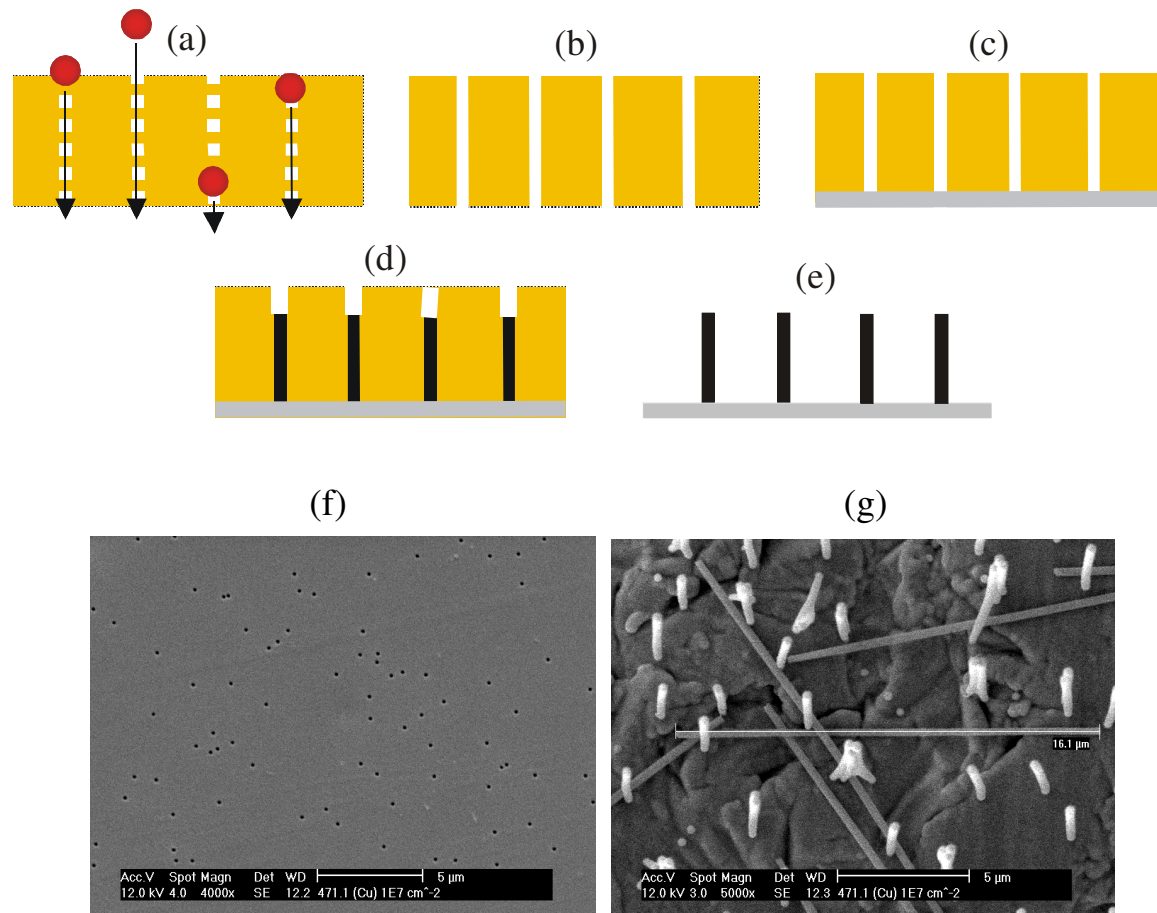 (a)
(b)
(c)
(d)
(e)
(f)
(g)
16.1 µm
Acc.V Spot Magn Det WD 5 µm
12.0 kV 4.0 4000x SE 12.2 471.1 (Cu) 1E7 cm^-2
Acc.V Spot Magn Det WD 5 µm
12.0 kV 3.0 5000x SE 12.3 471.1 (Cu) 1E7 cm^-2